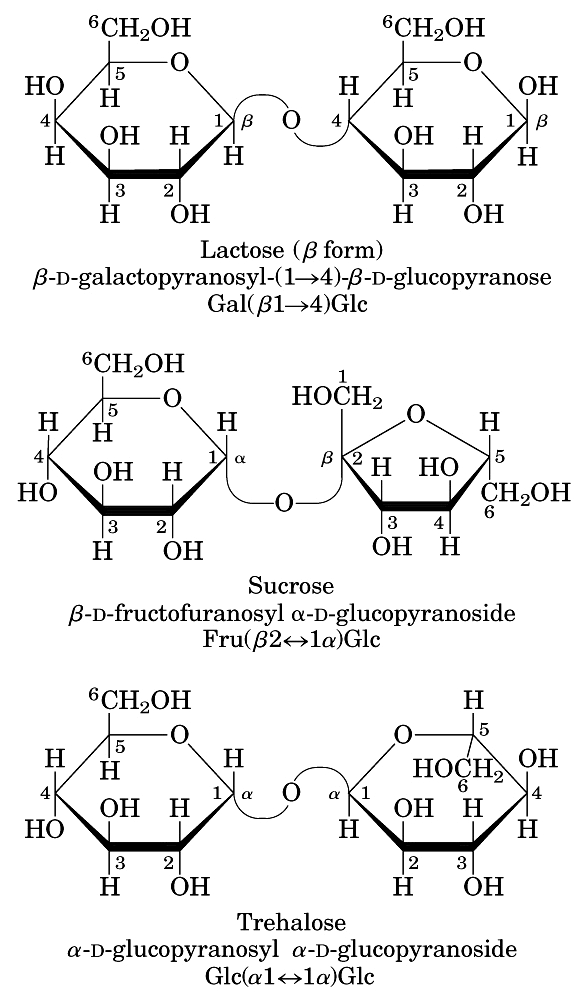 ⁶CH₂OH ⁶CH₂OH
HO 5 O H 5 O OH
4 H 1 β O 4 H 1 β
H OH H H OH H H
3 2 3 2
H OH H OH
Lactose (β form)
β-D-galactopyranosyl-(1→4)-β-D-glucopyranose
Gal(β1→4)Glc
⁶CH₂OH 1
H 5 O H HOCH₂ O H
4 H 1 α β 2 H HO 5
HO OH H O CH₂OH
3 2 3 4 6
H OH OH H
Sucrose
β-D-fructofuranosyl α-D-glucopyranoside
Fru(β2↔1α)Glc
⁶CH₂OH H
H 5 O H O 5 OH
4 H 1 α O α 1 HOCH₂ 4
HO OH H H OH 6 H H
3 2 2 3
H OH H OH
Trehalose
α-D-glucopyranosyl α-D-glucopyranoside
Glc(α1↔1α)Glc